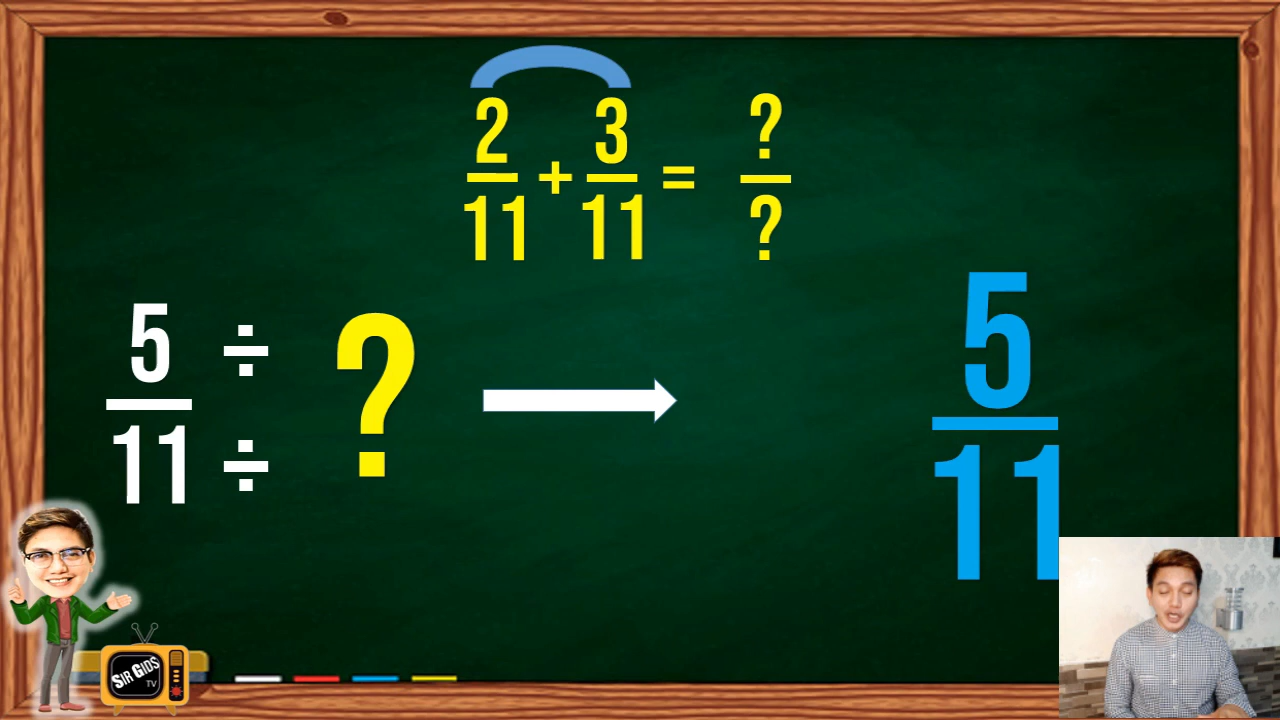 2/11 + 3/11 = ?/?
5 ÷
11 ÷
?
5
11
SIR GIDS
TV